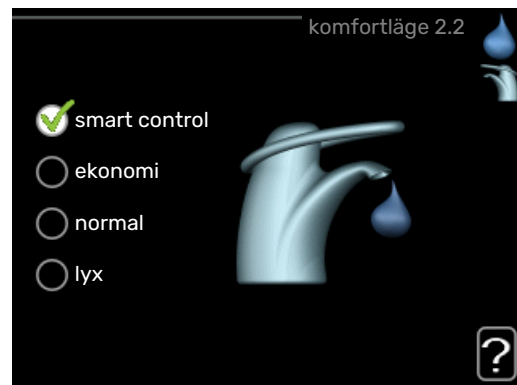 komfortläge 2.2
smart control
ekonomi
normal
lyx
?